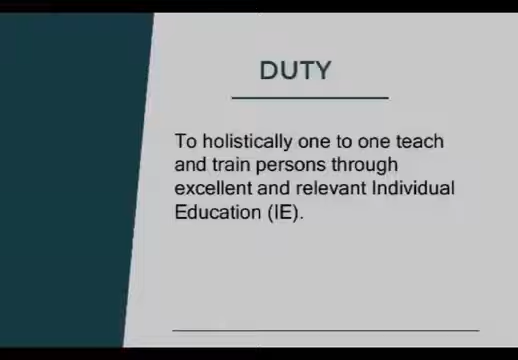 DUTY
To holistically one to one teach
and train persons through
excellent and relevant Individual
Education (IE).